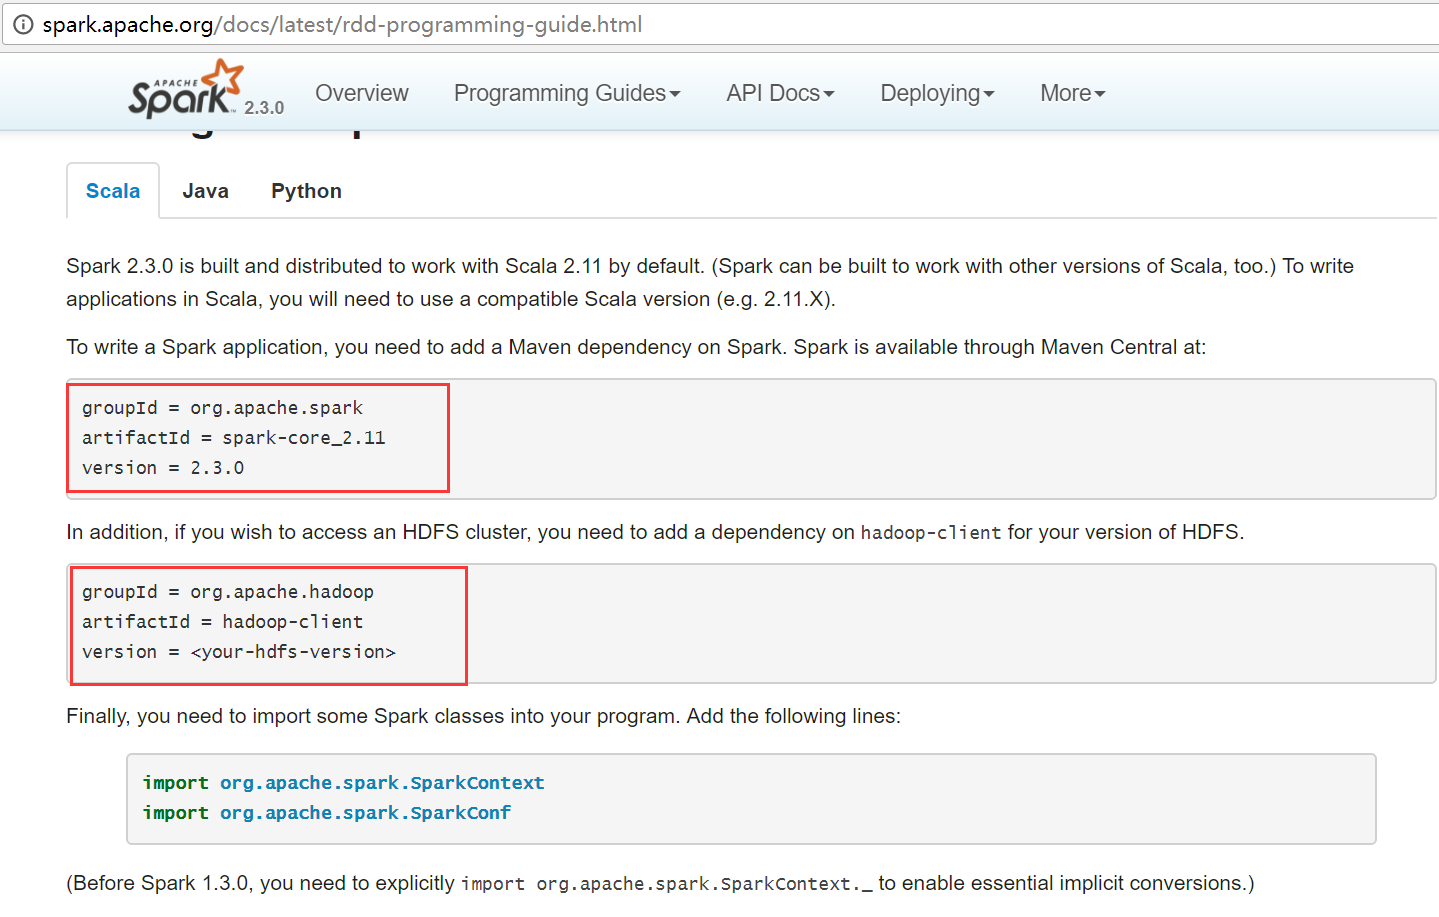 spark.apache.org/docs/latest/rdd-programming-guide.html
APACHE
Spark™ 2.3.0 Overview Programming Guides API Docs Deploying More
Scala Java Python
Spark 2.3.0 is built and distributed to work with Scala 2.11 by default. (Spark can be built to work with other versions of Scala, too.) To write
applications in Scala, you will need to use a compatible Scala version (e.g. 2.11.X).
To write a Spark application, you need to add a Maven dependency on Spark. Spark is available through Maven Central at:
groupId = org.apache.spark
artifactId = spark-core_2.11
version = 2.3.0
In addition, if you wish to access an HDFS cluster, you need to add a dependency on hadoop-client for your version of HDFS.
groupId = org.apache.hadoop
artifactId = hadoop-client
version = <your-hdfs-version>
Finally, you need to import some Spark classes into your program. Add the following lines:
import org.apache.spark.SparkContext
import org.apache.spark.SparkConf
(Before Spark 1.3.0, you need to explicitly import org.apache.spark.SparkContext._ to enable essential implicit conversions.)